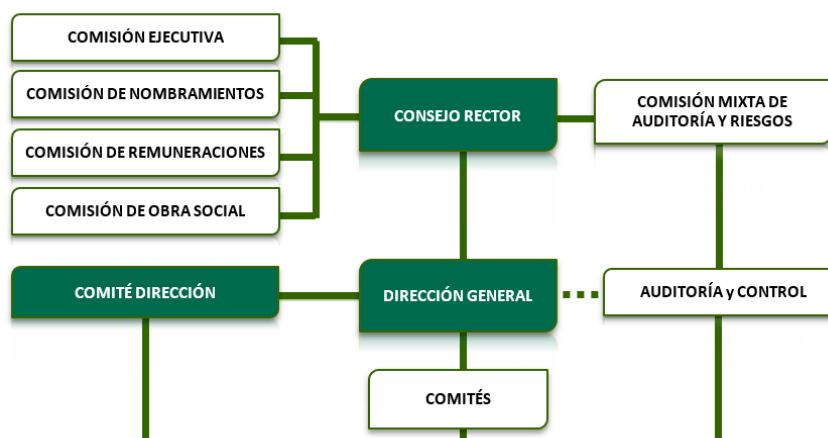 COMISIÓN EJECUTIVA
COMISIÓN DE NOMBRAMIENTOS
CONSEJO RECTOR
COMISIÓN MIXTA DE
AUDITORÍA Y RIESGOS
COMISIÓN DE REMUNERACIONES
COMISIÓN DE OBRA SOCIAL
COMITÉ DIRECCIÓN
DIRECCIÓN GENERAL
AUDITORÍA y CONTROL
COMITÉS